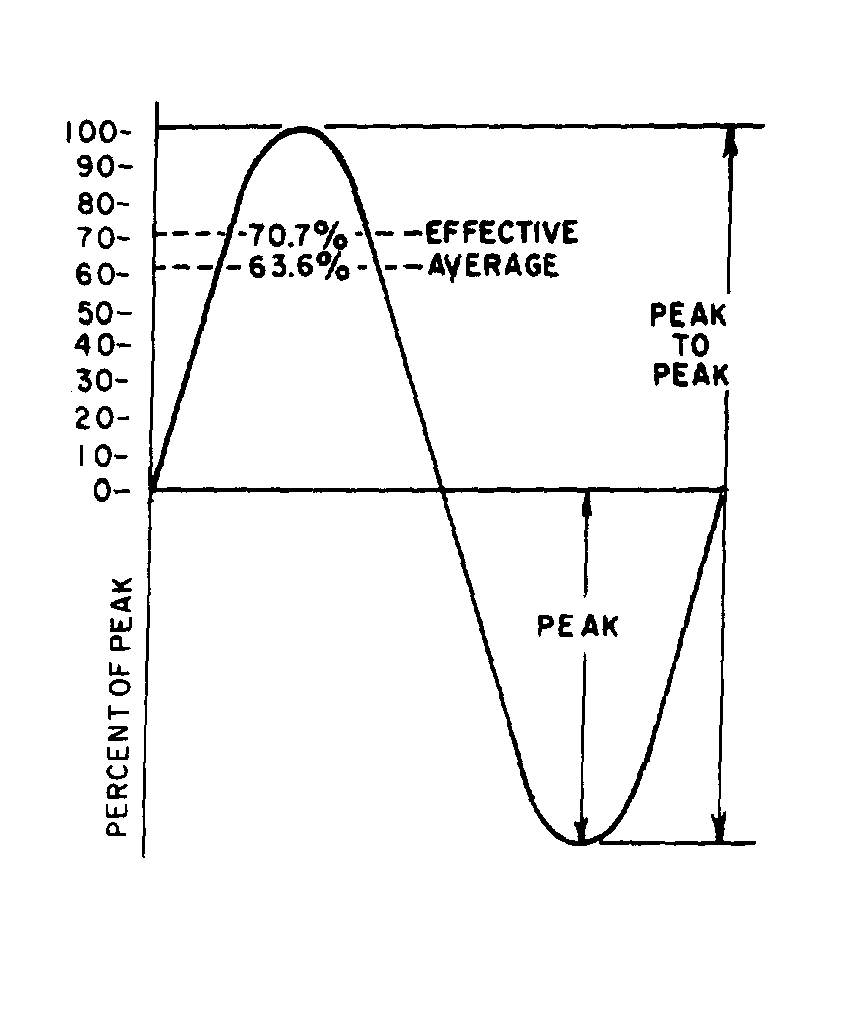 100-
90-
80-
70-
60-
50-
40-
30-
20-
10-
0-
70.7% EFFECTIVE
63.6% AVERAGE
PEAK
TO
PEAK
PEAK
PERCENT OF PEAK